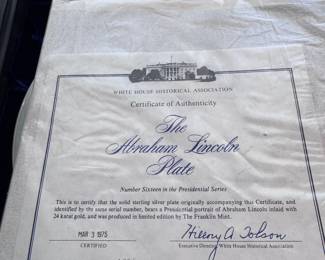 WHITE HOUSE HISTORICAL ASSOCIATION
Certificate of Authenticity
The
Abraham Lincoln
Plate
Number Sixteen in the Presidential Series
This is to certify that the solid sterling silver plate originally accompanying this Certificate, and
identified by the same serial number, bears a Presidential portrait of Abraham Lincoln inlaid with
24 karat gold, and was produced in limited edition by The Franklin Mint.
MAR 3 1975
CERTIFIED
Executive Director, White House Historical Association